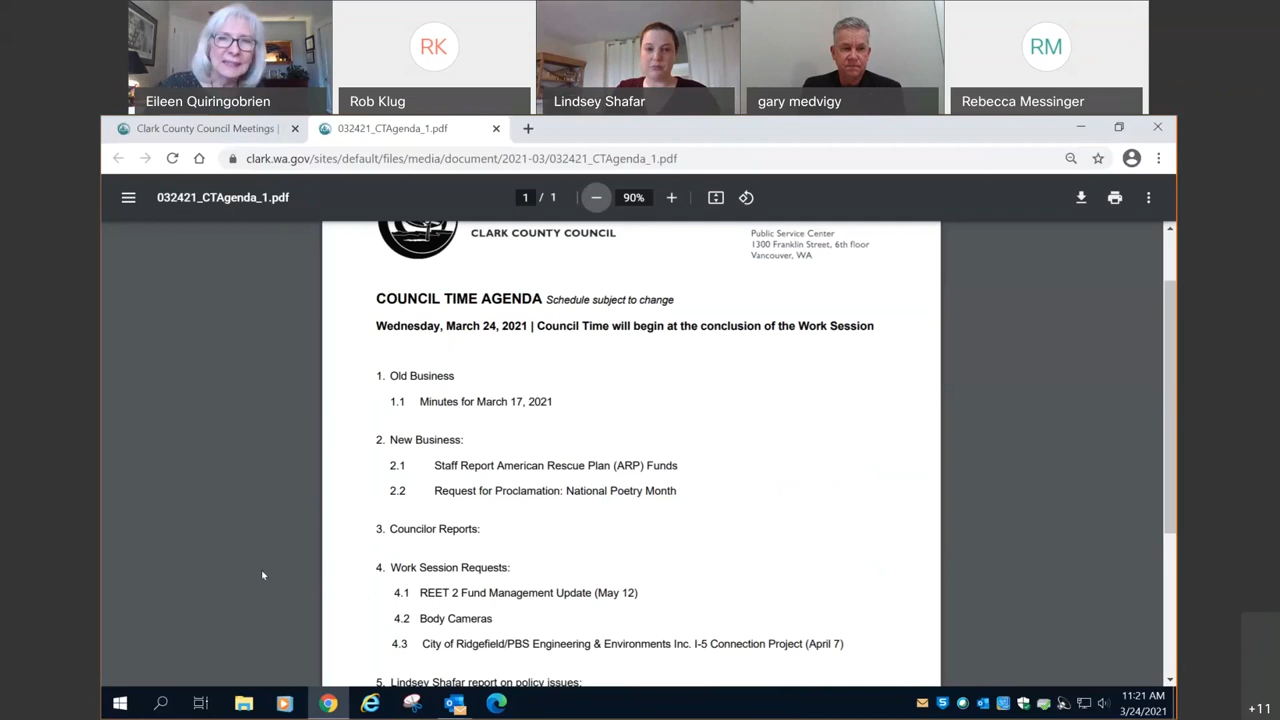 RK
RM
Eileen Quiringobrien
Rob Klug
Lindsey Shafar
gary medvigy
Rebecca Messinger
Clark County Council Meetings |
032421_CTAgenda_1.pdf
clark.wa.gov/sites/default/files/media/document/2021-03/032421_CTAgenda_1.pdf
032421_CTAgenda_1.pdf
1 / 1
90%
CLARK COUNTY COUNCIL
Public Service Center
1300 Franklin Street, 6th floor
Vancouver, WA
COUNCIL TIME AGENDA Schedule subject to change
Wednesday, March 24, 2021 | Council Time will begin at the conclusion of the Work Session
1. Old Business
1.1 Minutes for March 17, 2021
2. New Business:
2.1 Staff Report American Rescue Plan (ARP) Funds
2.2 Request for Proclamation: National Poetry Month
3. Councilor Reports:
4. Work Session Requests:
4.1 REET 2 Fund Management Update (May 12)
4.2 Body Cameras
4.3 City of Ridgefield/PBS Engineering & Environments Inc. I-5 Connection Project (April 7)
5. Lindsey Shafar report on policy issues:
11:21 AM
3/24/2021
+11